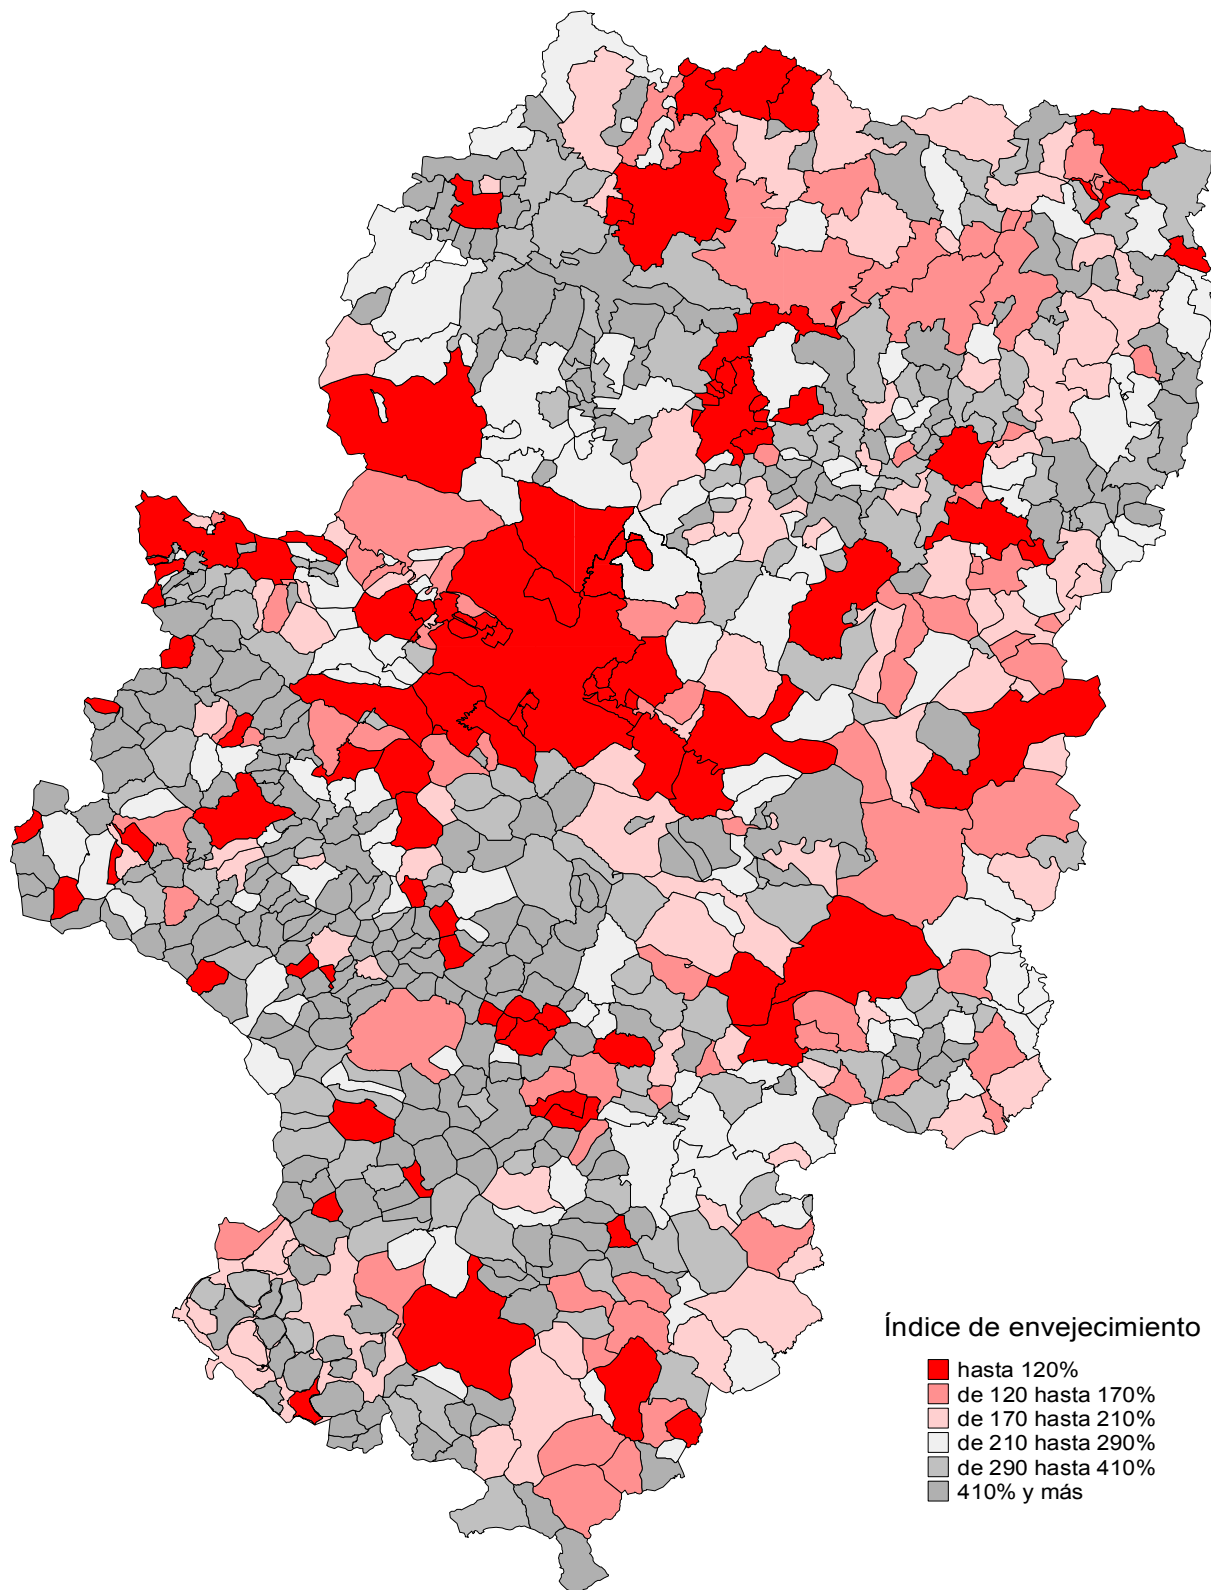 Índice de envejecimiento
hasta 120%
de 120 hasta 170%
de 170 hasta 210%
de 210 hasta 290%
de 290 hasta 410%
410% y más